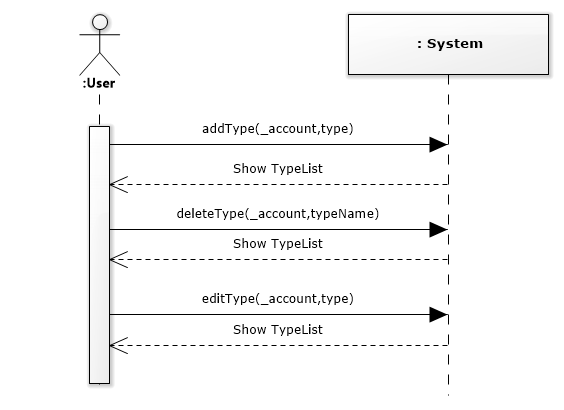 : System
:User
addType(_account,type)
Show TypeList
deleteType(_account,typeName)
Show TypeList
editType(_account,type)
Show TypeList